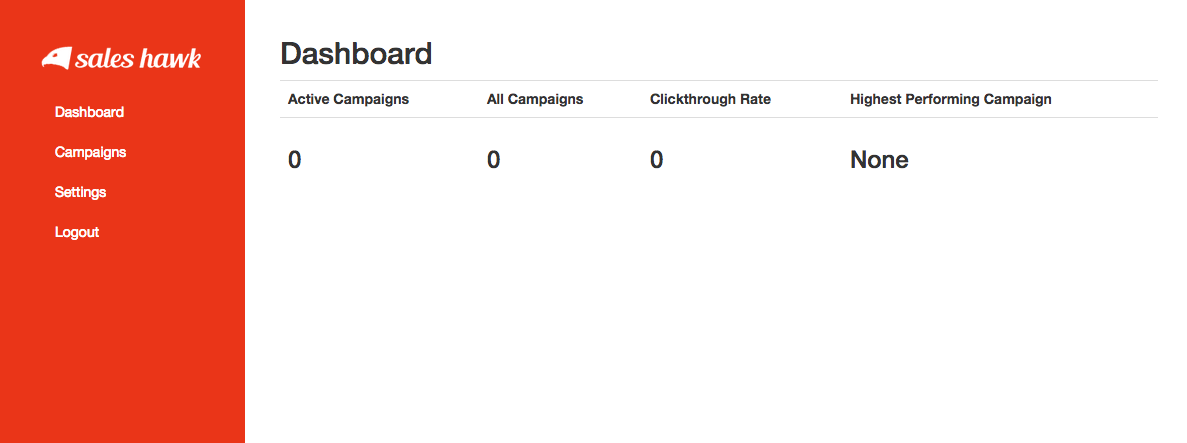 sales hawk
Dashboard
Campaigns
Settings
Logout
Dashboard
Active Campaigns All Campaigns Clickthrough Rate Highest Performing Campaign
0 0 0 None